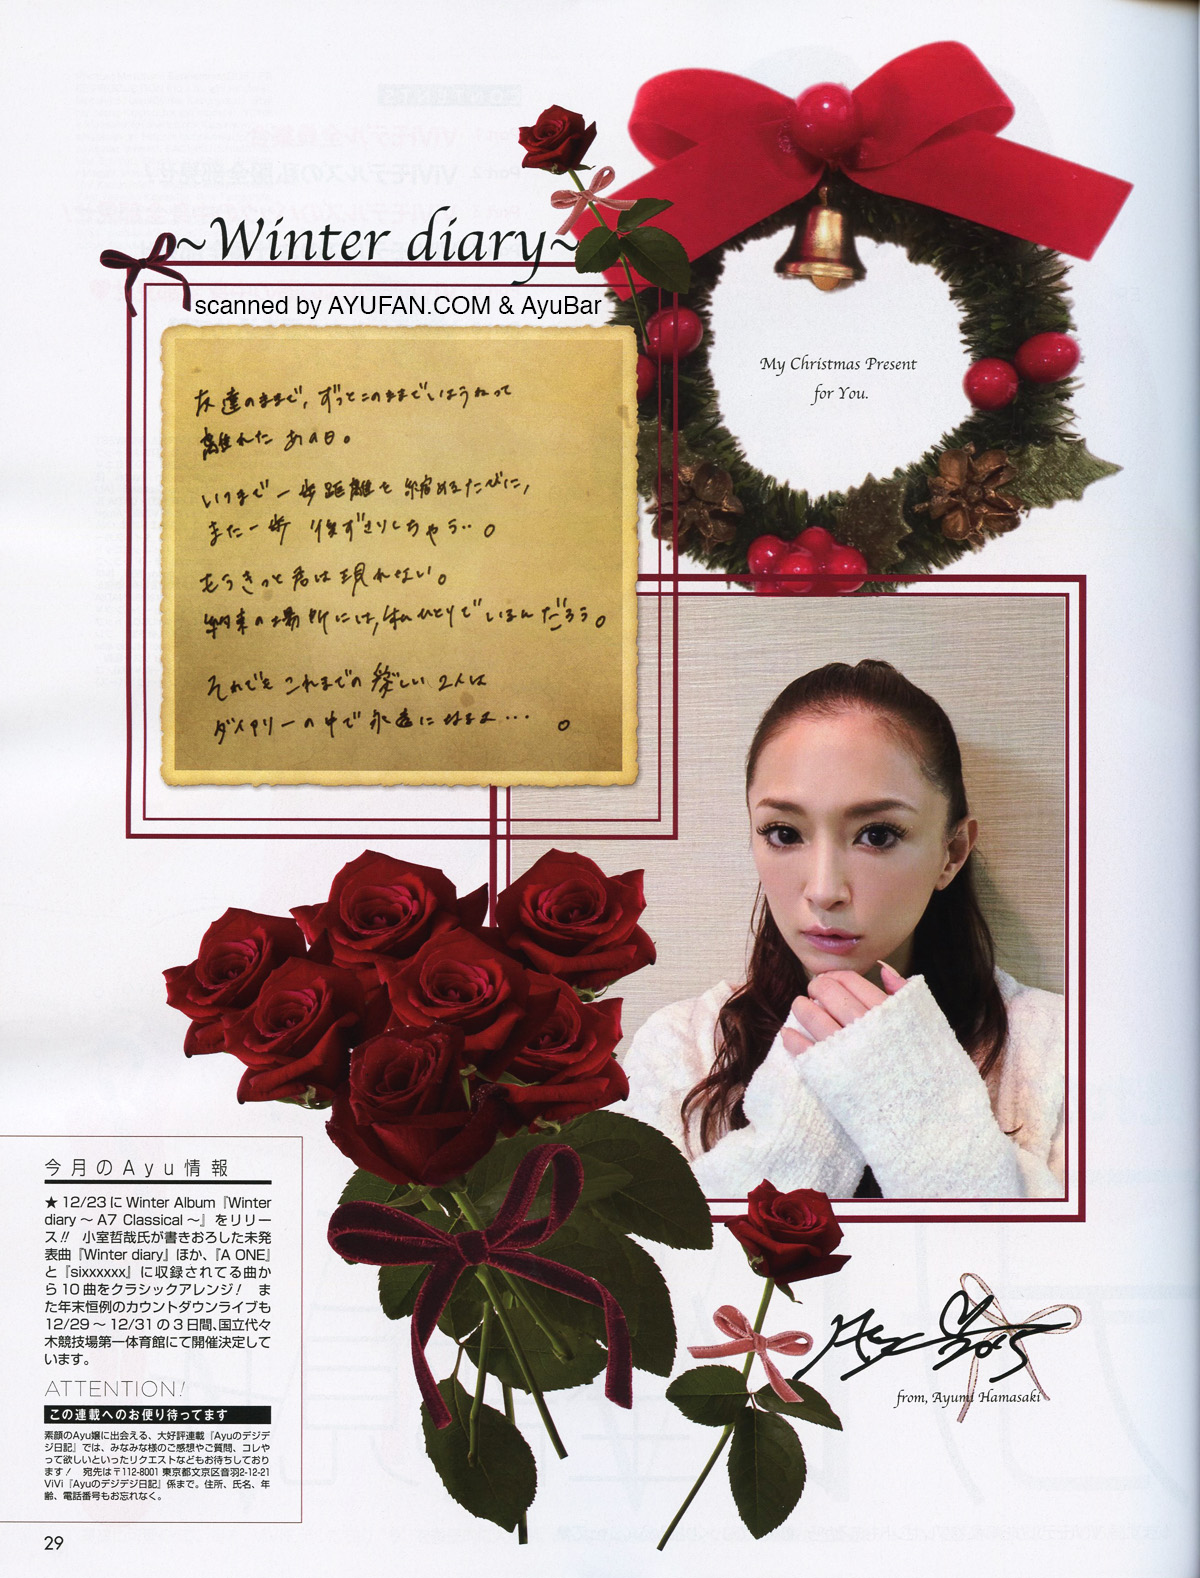 ~Winter diary~
scanned by AYUFAN.COM & AyuBar
友達のままで,ずっとこのままでいようねって
離れたあの日。
いつまで一歩距離を縮めるたびに,
また一歩後ずさりしちゃう‥。
もうきっと君は現れない。
約束の場所には,私ひとりでいるんだろう。
それでもこれまでの愛しい2人は
ダイアリーの中で永遠にままよ・・・。
My Christmas Present
for You.
2015
from, Ayumi Hamasaki
今月のAyu情報
★12/23にWinter Album『Winter
diary ~ A7 Classical ~』をリリー
ス!! 小室哲哉氏が書きおろした未発
表曲『Winter diary』ほか、『A ONE』
と『sixxxxxx』に収録されてる曲か
ら10曲をクラシックアレンジ! ま
た年末恒例のカウントダウンライブも
12/29~12/31の3日間、国立代々
木競技場第一体育館にて開催決定して
います。
ATTENTION!
この連載へのお便り待ってます
素顔のAyu嬢に出会える、大好評連載『Ayuのデジデ
ジ日記』では、みなみな様のご感想やご質問、コレや
って欲しいといったリクエストなどもお待ちしており
ます! 宛先は〒112-8001 東京都文京区音羽2-12-21
ViVi『Ayuのデジデジ日記』係まで。住所、氏名、年
齢、電話番号もお忘れなく。
29